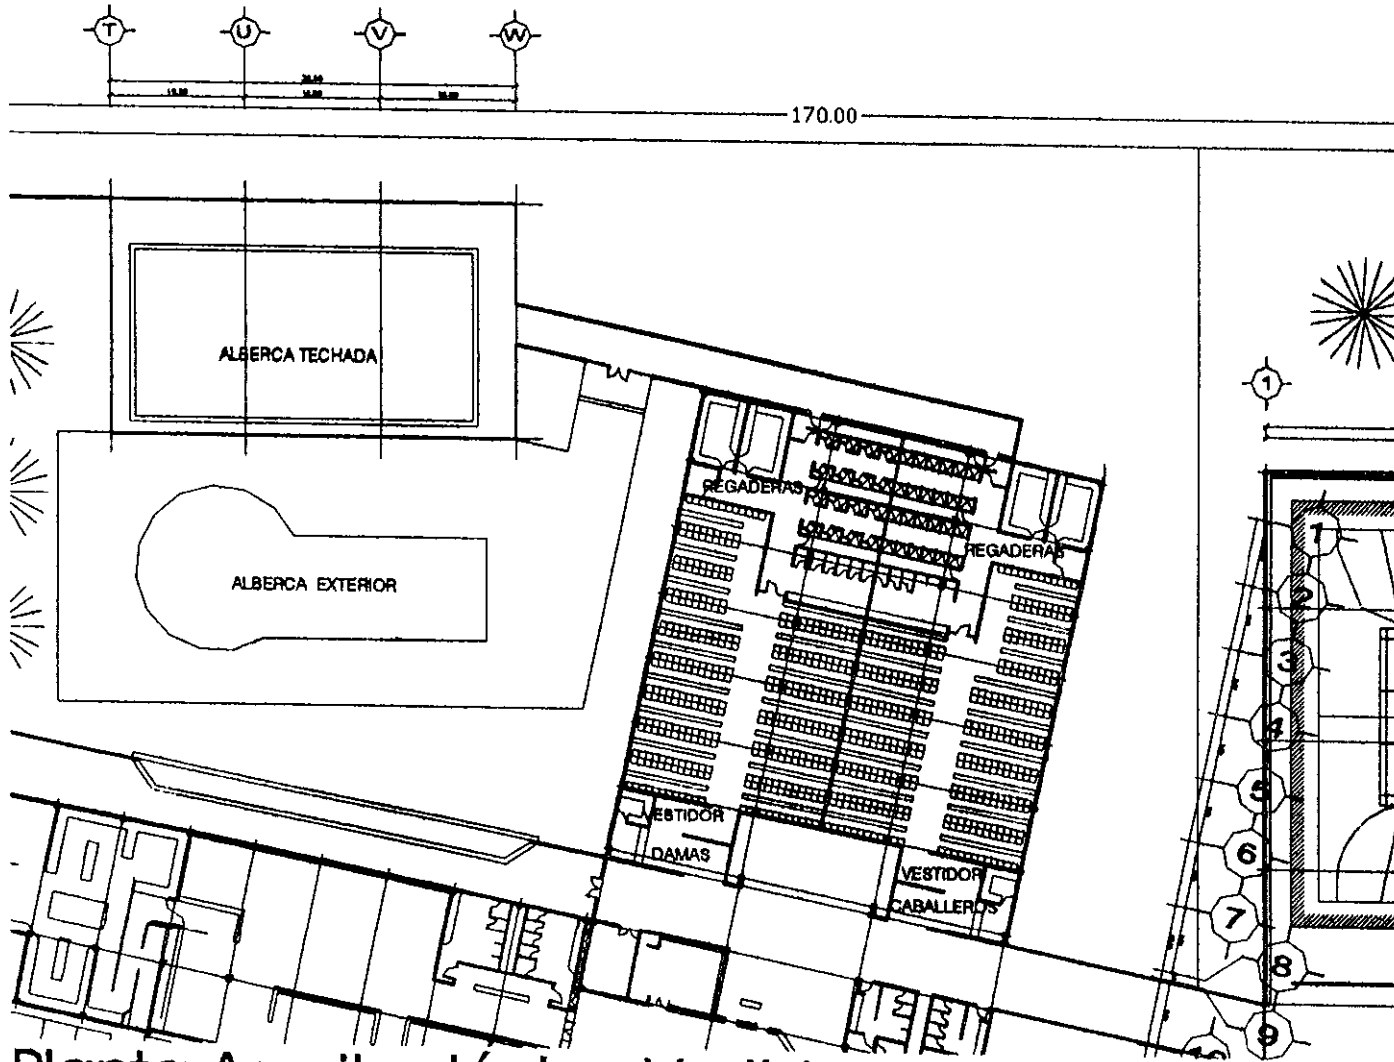 T U V W
170.00
ALBERCA TECHADA
1
REGADERAS
1
REGADERAS
ALBERCA EXTERIOR
2
3
4
5
ESTIDOR
6
DAMAS
VESTIDOR
CABALLEROS
7
8
9